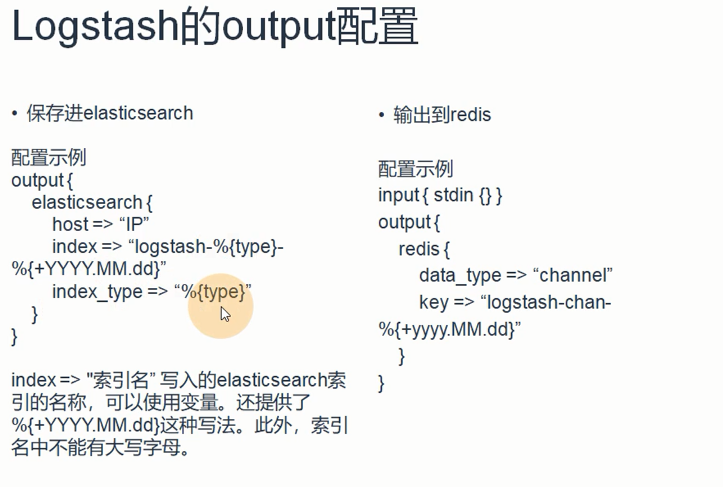 Logstash的output配置
• 保存进elasticsearch
配置示例
output {
elasticsearch {
host => “IP”
index => “logstash-%{type}-
%{+YYYY.MM.dd}”
index_type => “%{type}”
}
}
index => "索引名” 写入的elasticsearch索
引的名称，可以使用变量。还提供了
%{+YYYY.MM.dd}这种写法。此外，索引
名中不能有大写字母。
• 输出到redis
配置示例
input { stdin {} }
output {
redis {
data_type => “channel”
key => “logstash-chan-
%{+yyyy.MM.dd}”
}
}